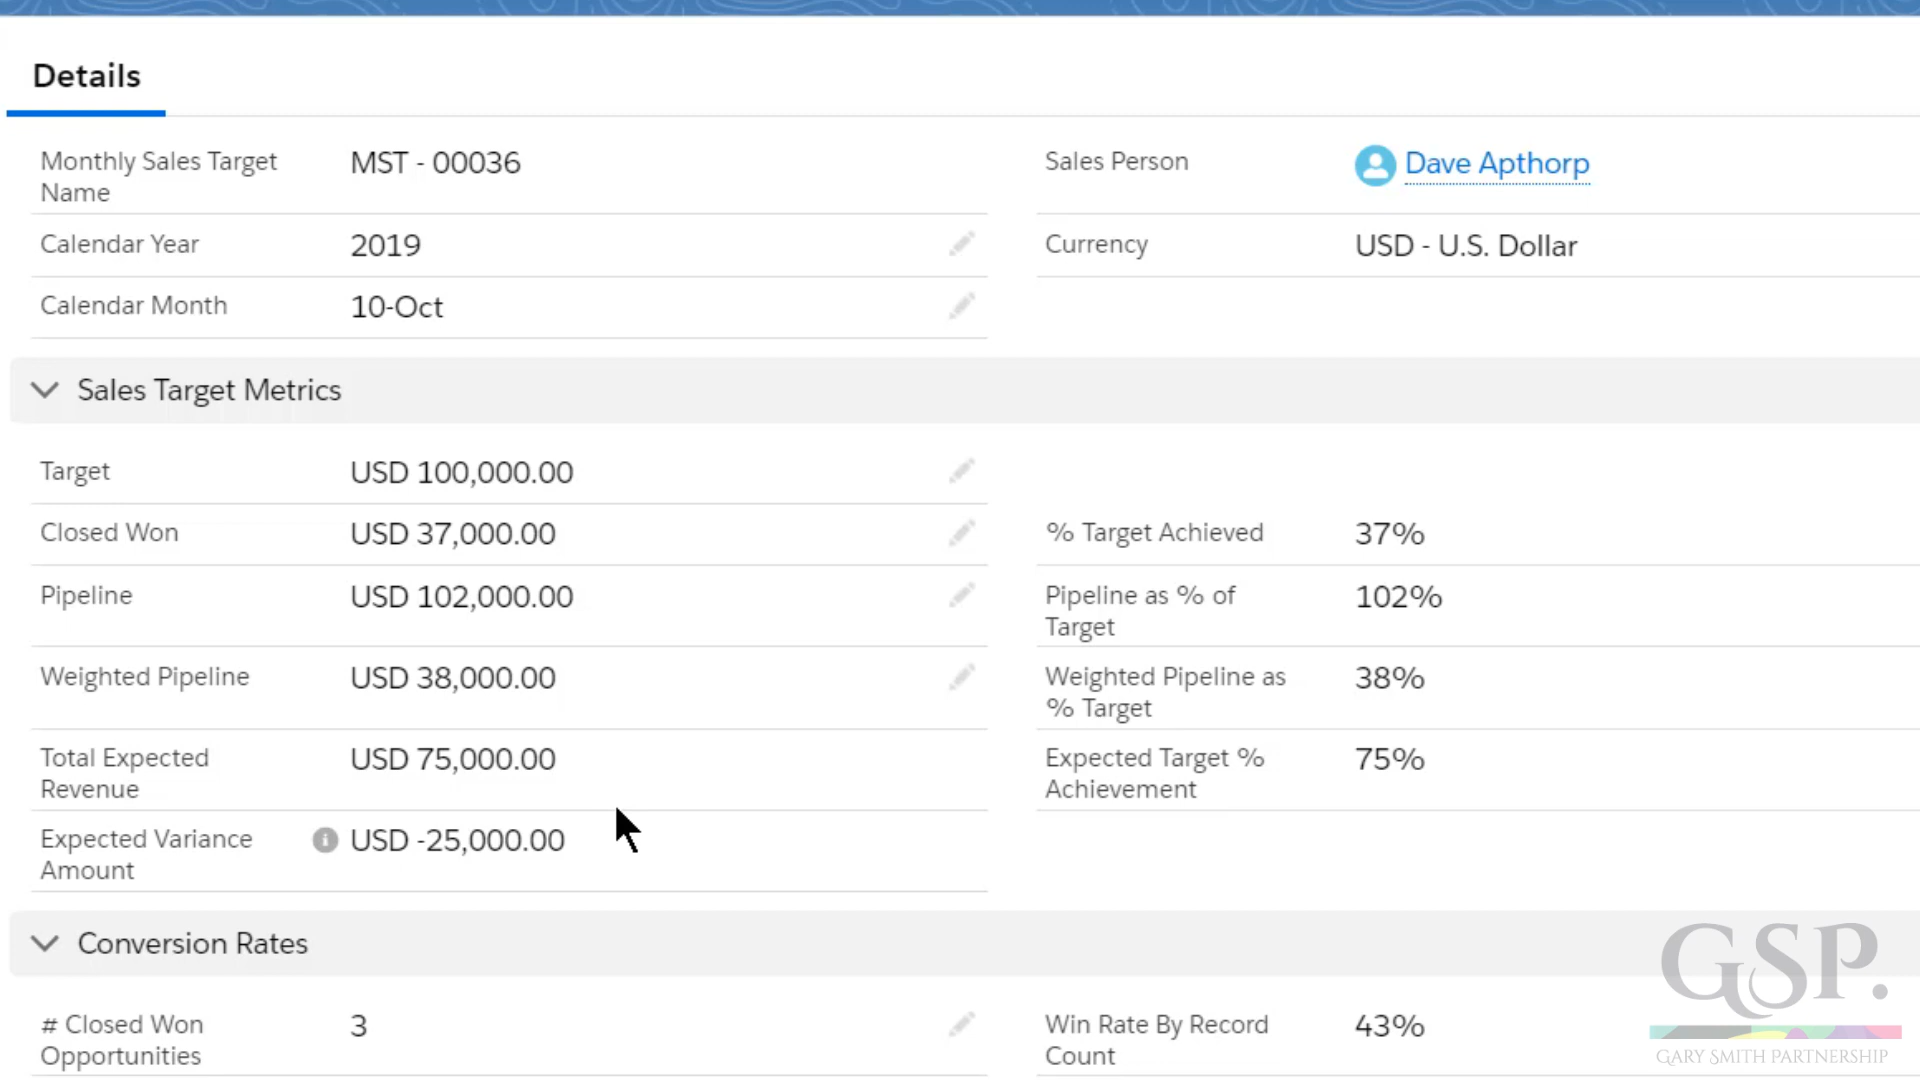 Details
Monthly Sales Target
Name
MST - 00036
Sales Person
Dave Apthorp
Calendar Year
2019
Currency
USD - U.S. Dollar
Calendar Month
10-Oct
Sales Target Metrics
Target
USD 100,000.00
Closed Won
USD 37,000.00
% Target Achieved
37%
Pipeline
USD 102,000.00
Pipeline as % of
Target
102%
Weighted Pipeline
USD 38,000.00
Weighted Pipeline as
% Target
38%
Total Expected
Revenue
USD 75,000.00
Expected Target %
Achievement
75%
Expected Variance
Amount
USD -25,000.00
Conversion Rates
# Closed Won
Opportunities
3
Win Rate By Record
Count
43%
GSP.
GARY SMITH PARTNERSHIP